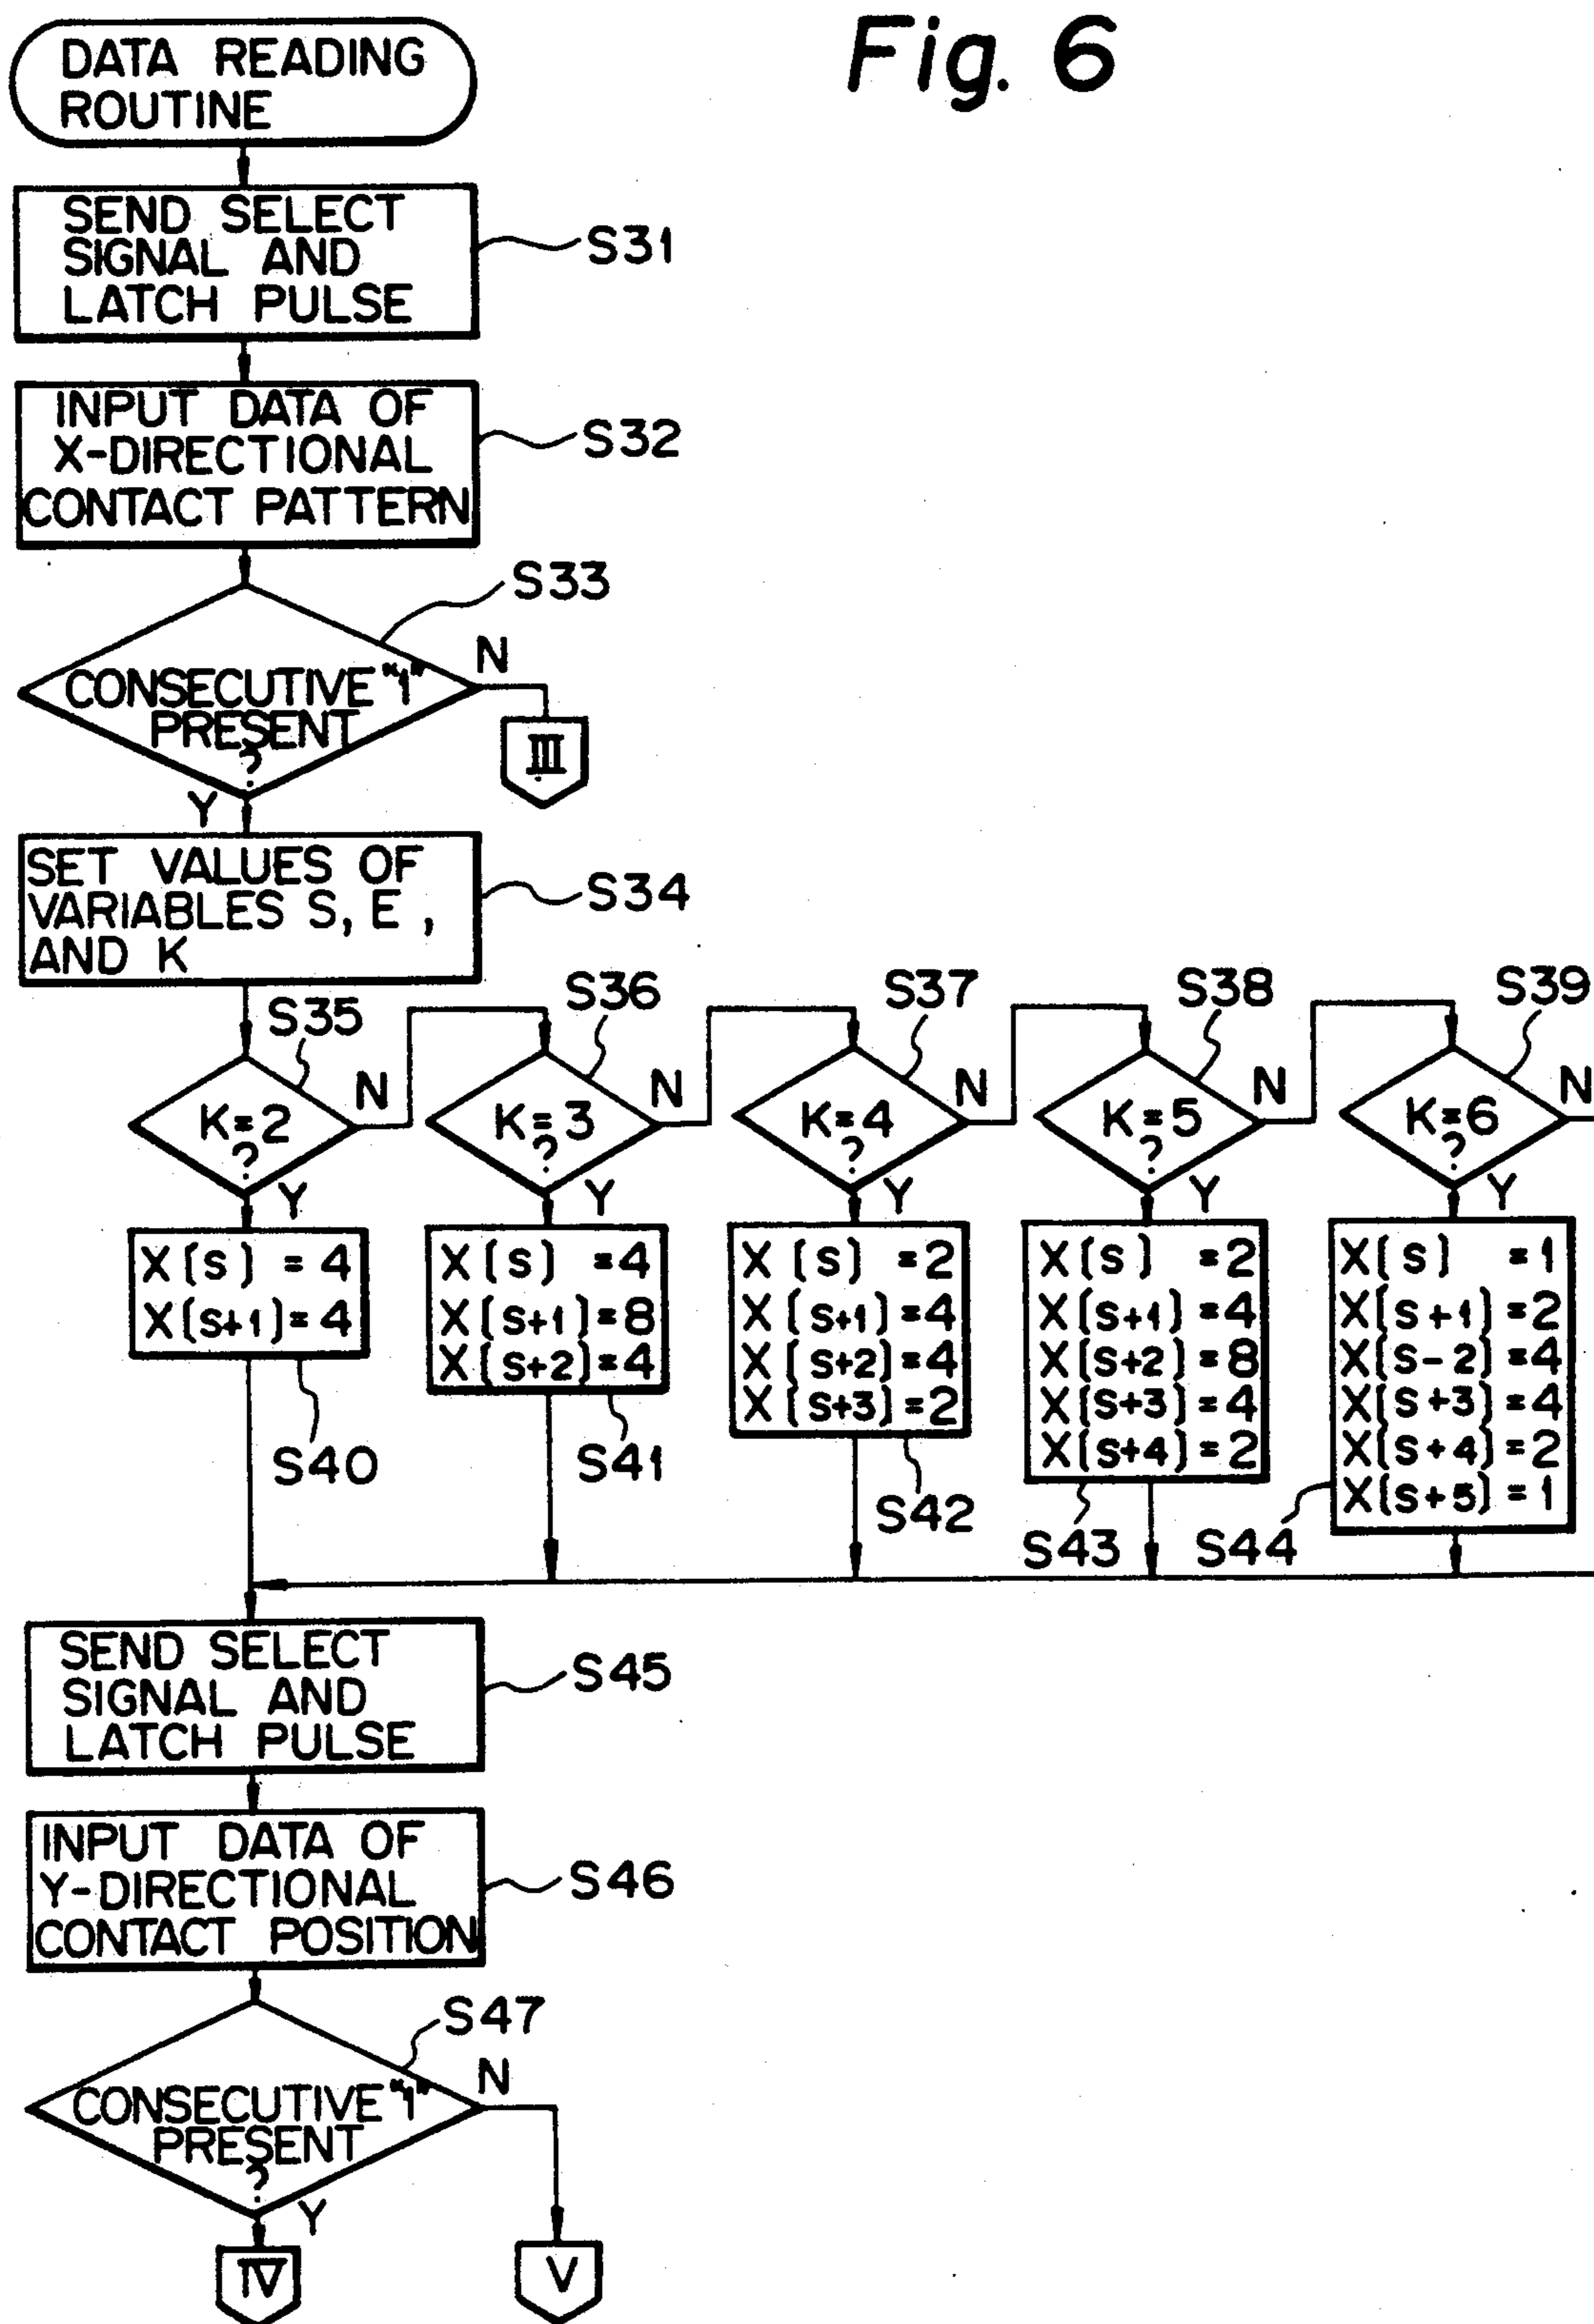 Fig. 6
DATA READING
ROUTINE
SEND SELECT
SIGNAL AND
LATCH PULSE
S31
INPUT DATA OF
X-DIRECTIONAL
CONTACT PATTERN
S32
S33
CONSECUTIVE "1"
PRESENT
?
N
III
Y
SET VALUES OF
VARIABLES S, E ,
AND K
S34
S35
K=2
?
N
Y
S36
K=3
?
N
Y
S37
K=4
?
N
Y
S38
K=5
?
N
Y
S39
K=6
?
N
Y
X(S) =4
X(S+1)=4
S40
X(S) =4
X(S+1)=8
X(S+2)=4
S41
X(S) =2
X(S+1)=4
X(S+2)=4
X(S+3)=2
S42
X(S) =2
X(S+1)=4
X(S+2)=8
X(S+3)=4
X(S+4)=2
S43
X(S) =1
X(S+1)=2
X(S-2)=4
X(S+3)=4
X(S+4)=2
X(S+5)=1
S44
SEND SELECT
SIGNAL AND
LATCH PULSE
S45
INPUT DATA OF
Y-DIRECTIONAL
CONTACT POSITION
S46
S47
CONSECUTIVE "1"
PRESENT
?
N
Y
IV
V